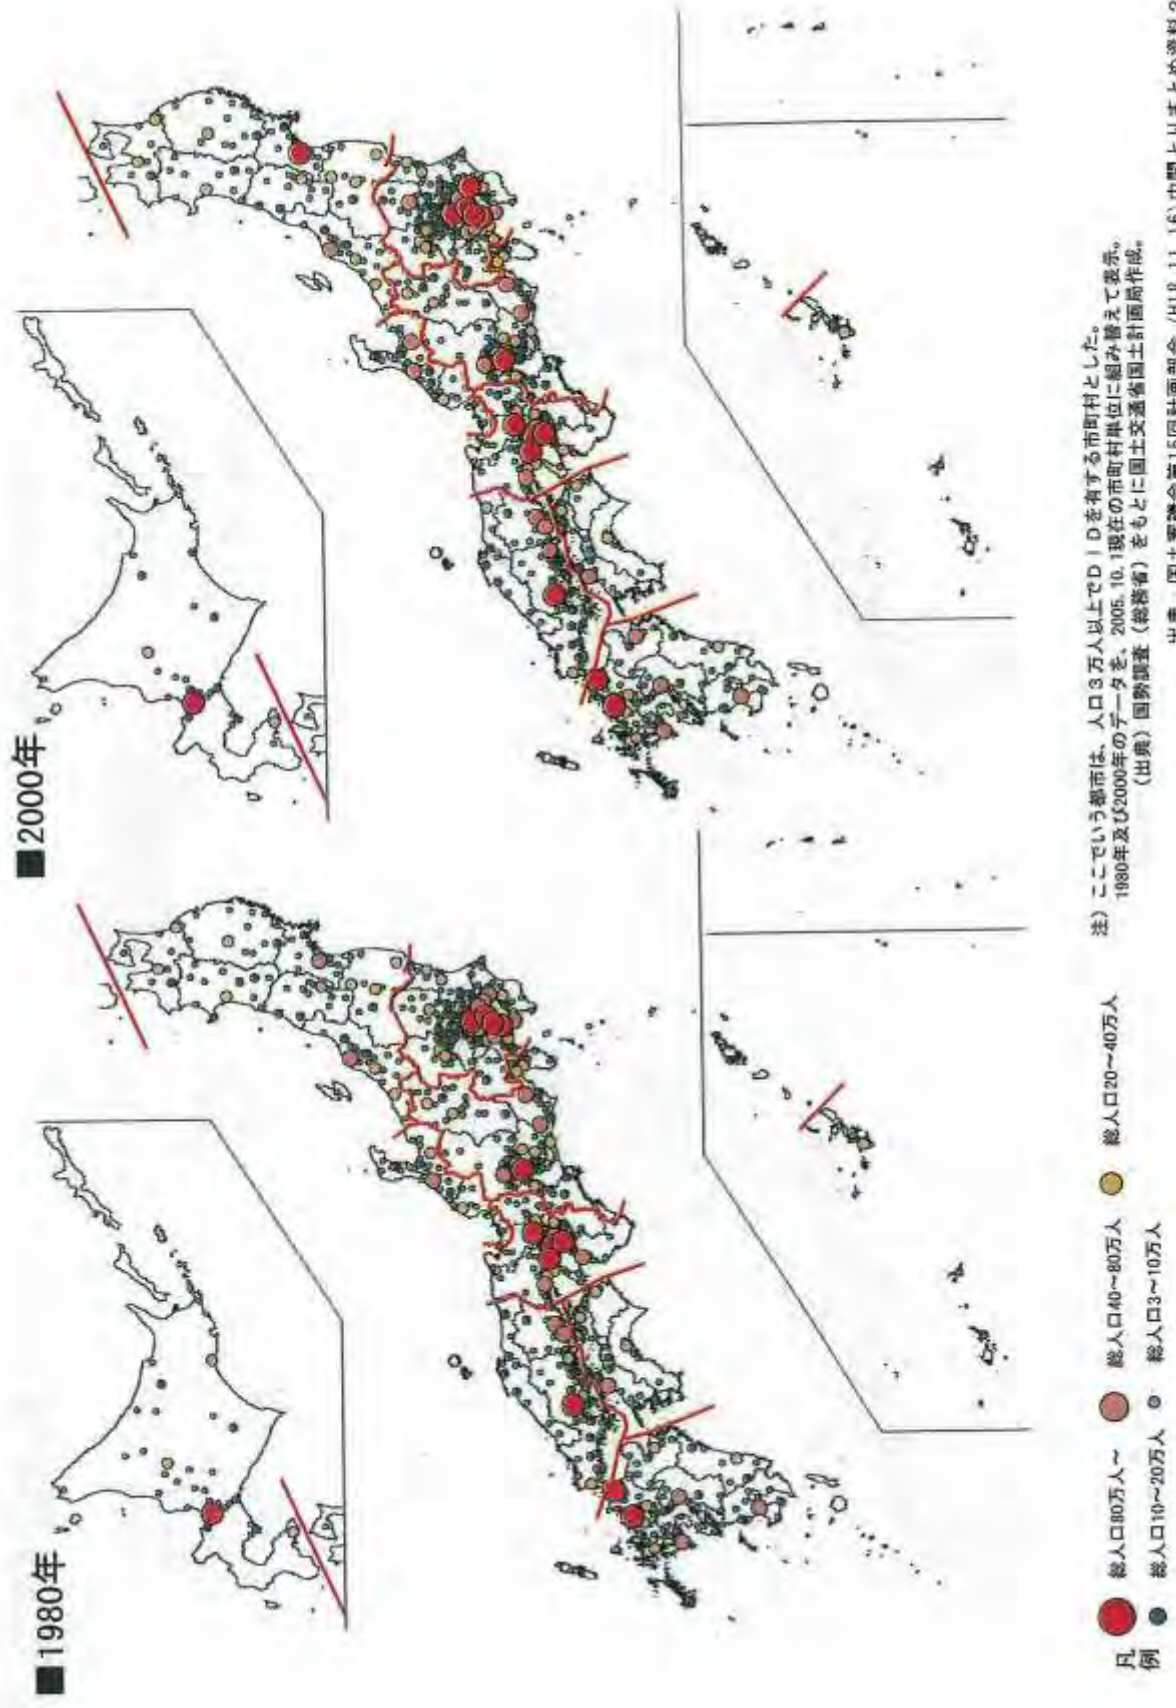 ■1980年
■2000年
凡例
総人口80万人~
総人口40~80万人
総人口20~40万人
総人口10~20万人
総人口3~10万人
注)ここでいう都市は、人口3万人以上でDIDを有する市町村とした。
1980年及び2000年のデータを、2005.10.1現在の市町村単位に組み替えて表示。
(出典)国勢調査(総務省)をもとに国土交通省国土計画局作成。